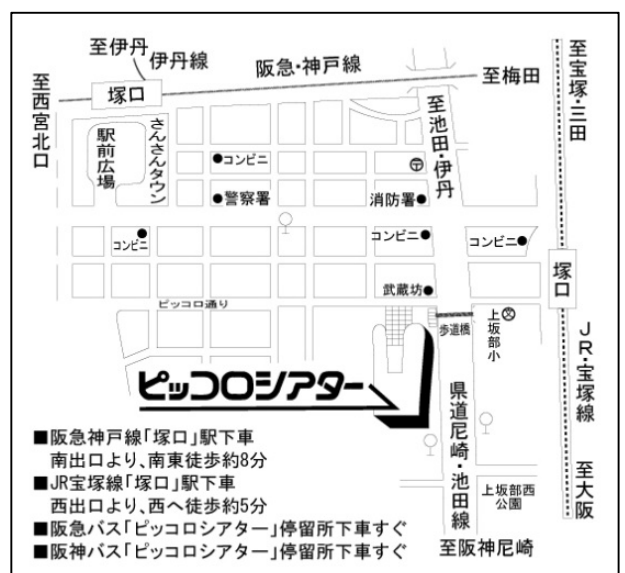 至伊丹
伊丹線
阪急・神戸線
至梅田
至西宮北口
塚口
至宝塚・三田
至池田・伊丹
駅前広場
さんさんタウン
コンビニ
警察署
消防署
コンビニ
コンビニ
コンビニ
塚口
武蔵坊
ピッコロ通り
歩道橋
上坂部小
文
JR・宝塚線
ピッコロシアター
県道尼崎・池田線
■阪急神戸線「塚口」駅下車
南出口より、南東徒歩約8分
■JR宝塚線「塚口」駅下車
西出口より、西へ徒歩約5分
■阪急バス「ピッコロシアター」停留所下車すぐ
■阪神バス「ピッコロシアター」停留所下車すぐ
上坂部西
公園
至大阪
至阪神尼崎